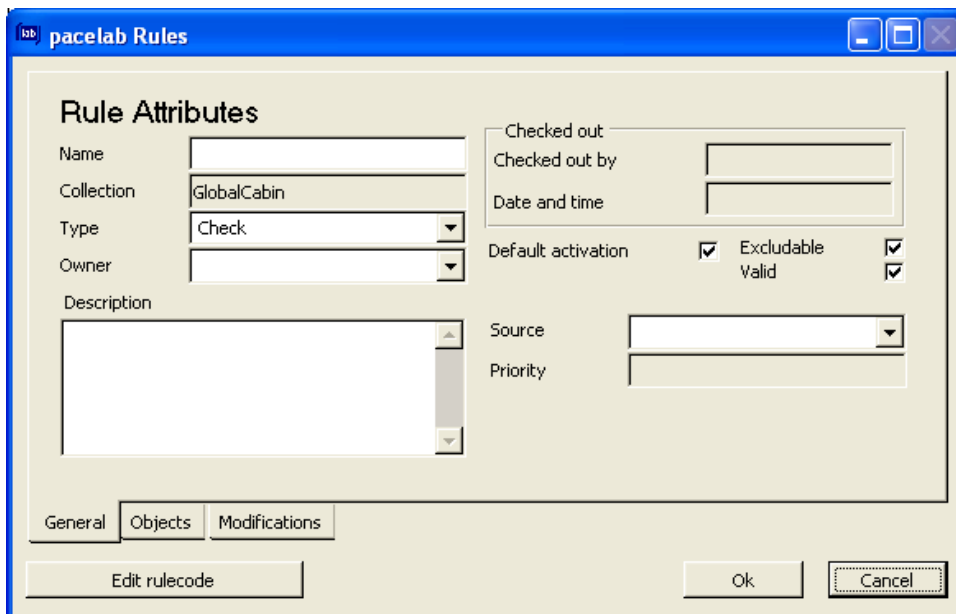 lab pacelab Rules
Rule Attributes
Name
Collection GlobalCabin
Type Check
Owner
Description
Checked out
Checked out by
Date and time
Default activation Excludable
Valid
Source
Priority
General Objects Modifications
Edit rulecode Ok Cancel